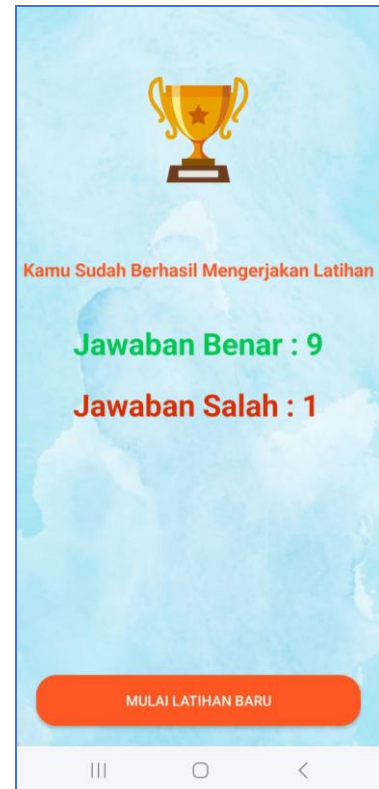 Kamu Sudah Berhasil Mengerjakan Latihan
Jawaban Benar : 9
Jawaban Salah : 1
MULAI LATIHAN BARU